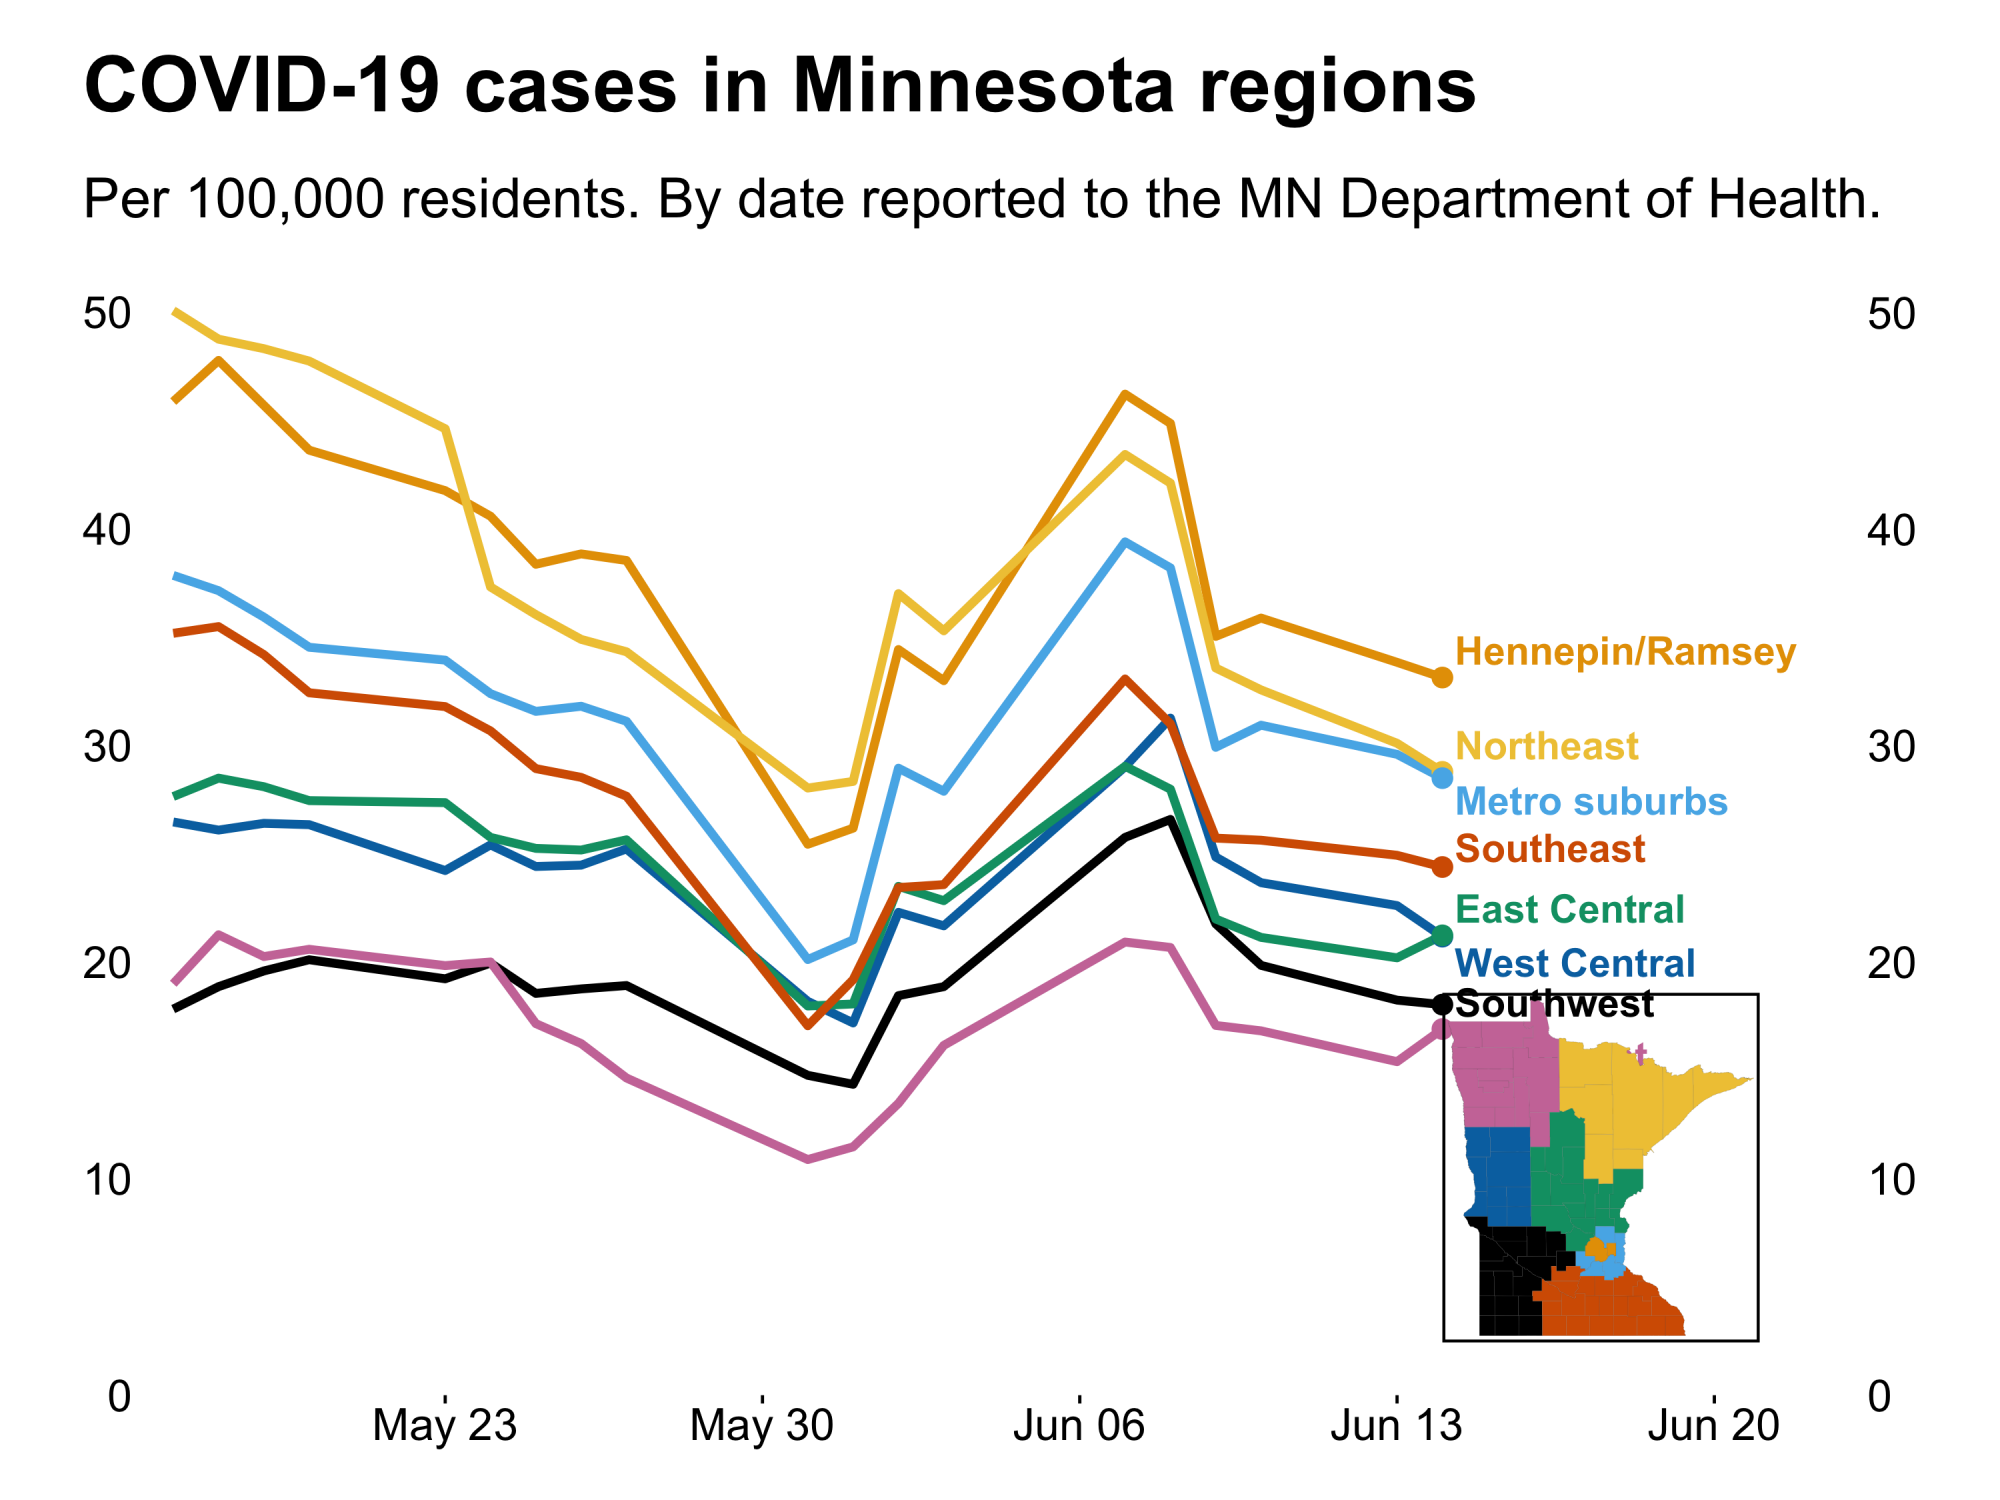 COVID-19 cases in Minnesota regions
Per 100,000 residents. By date reported to the MN Department of Health.
50 50
40 40
Hennepin/Ramsey
30 Northeast 30
Metro suburbs
Southeast
East Central
20 West Central 20
Southwest
10 10
0 0
May 23 May 30 Jun 06 Jun 13 Jun 20